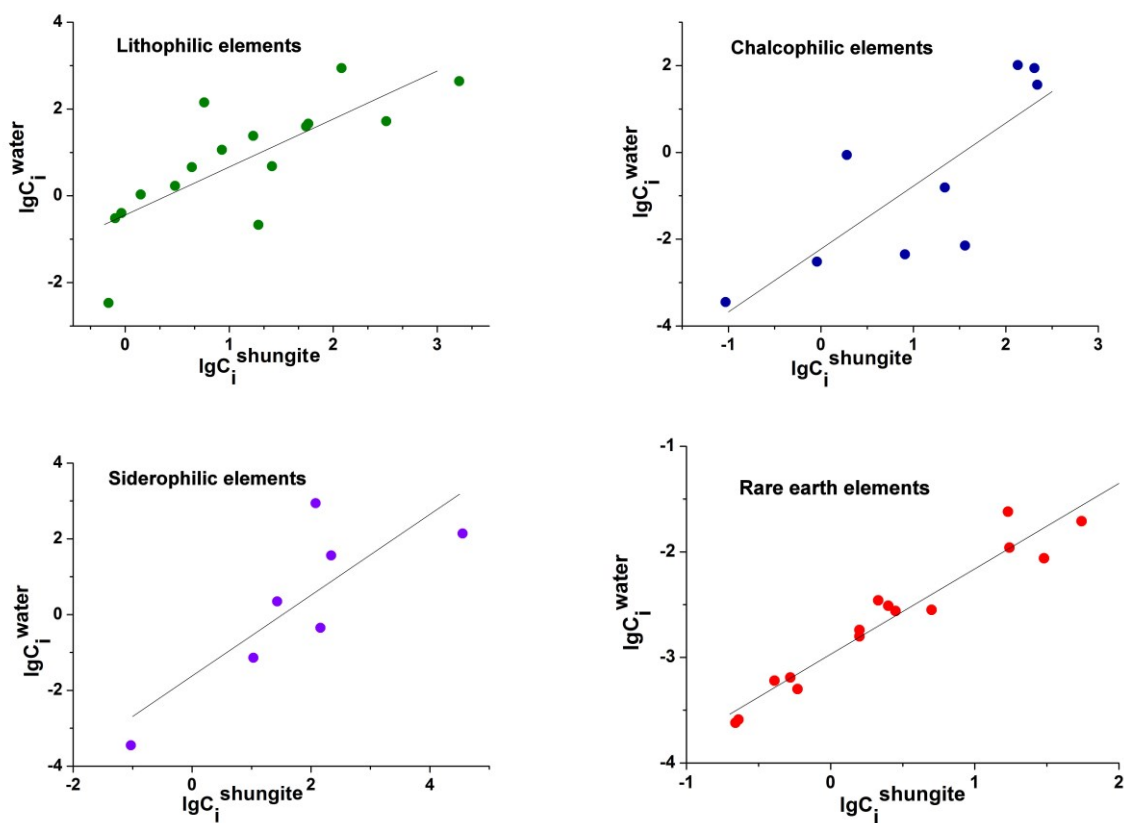 Lithophilic elements
4
2
0
-2
0
1
2
3
lgC_i^water
lgC_i^shungite
Chalcophilic elements
2
0
-2
-4
-1
0
1
2
3
lgC_i^water
lgC_i^shungite
Siderophilic elements
4
2
0
-2
-4
-2
0
2
4
lgC_i^water
lgC_i^shungite
Rare earth elements
-1
-2
-3
-4
-1
0
1
2
lgC_i^water
lgC_i^shungite